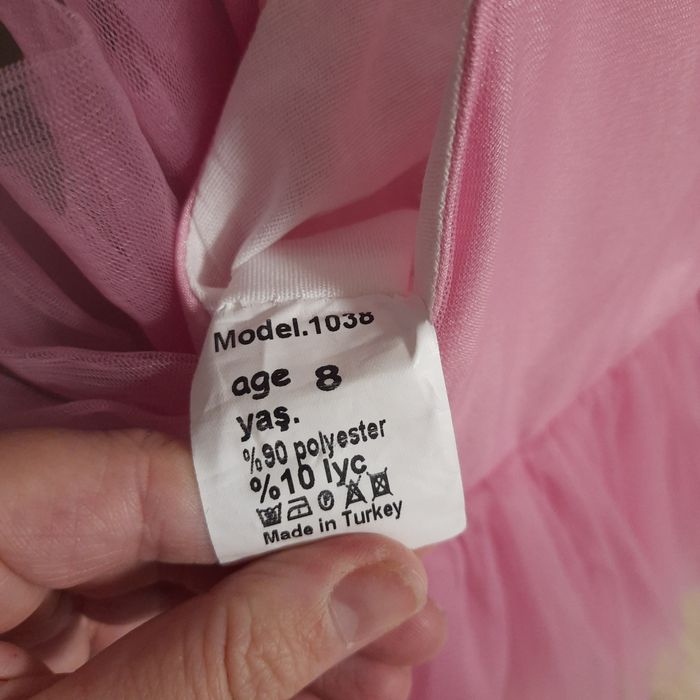 Model.1038
age 8
yaş.
%90 polyester
%10 lyc
Made in Turkey